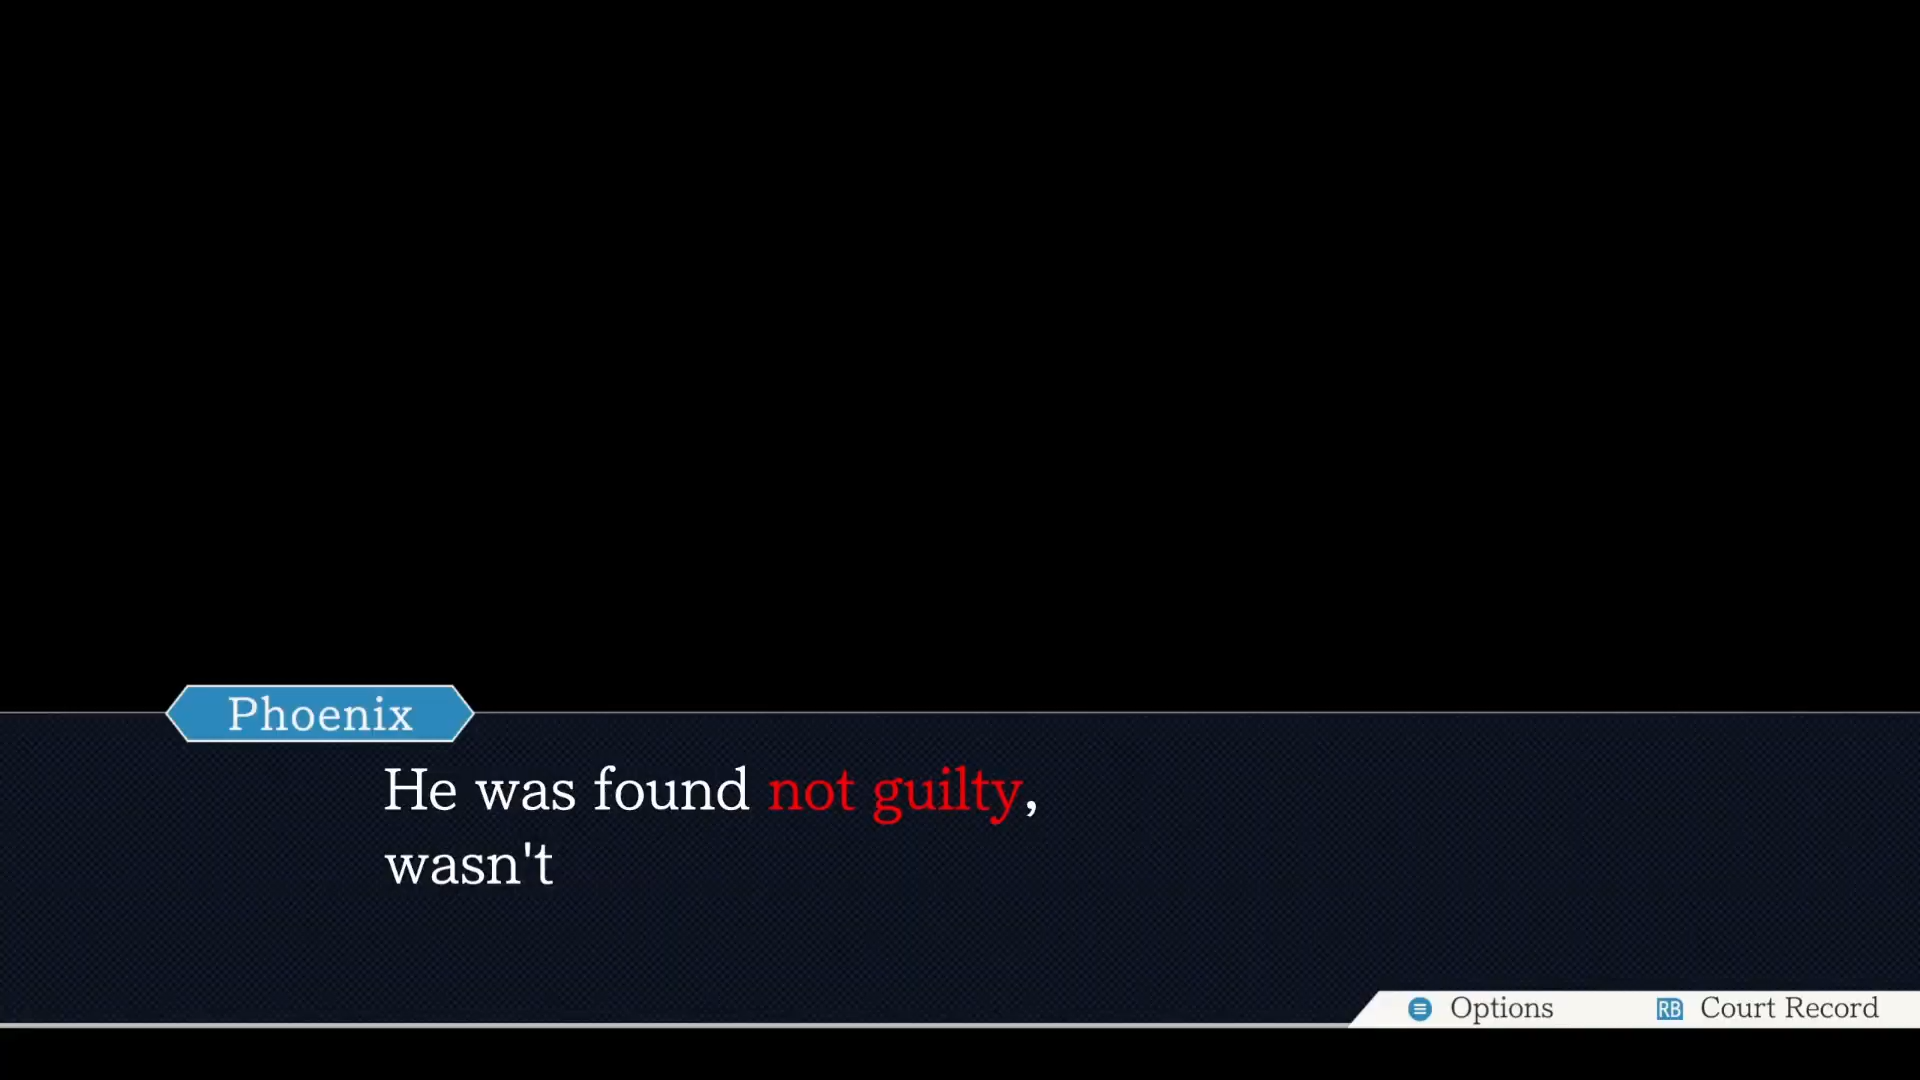 Phoenix
He was found not guilty,
wasn't
Options
RB Court Record